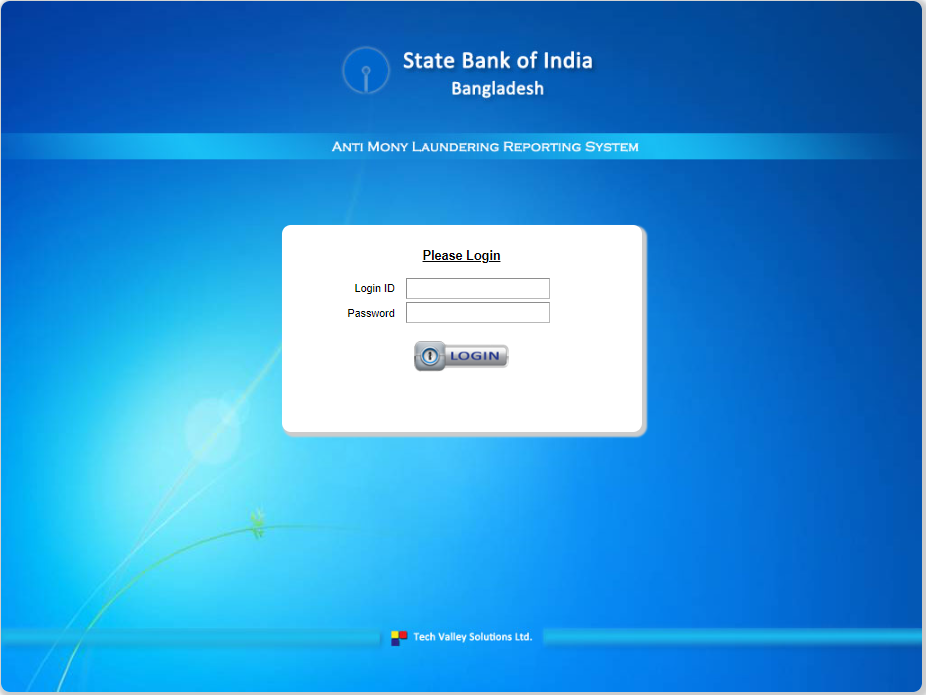 State Bank of India
Bangladesh
Anti Mony Laundering Reporting System
Please Login
Login ID
Password
LOGIN
Tech Valley Solutions Ltd.